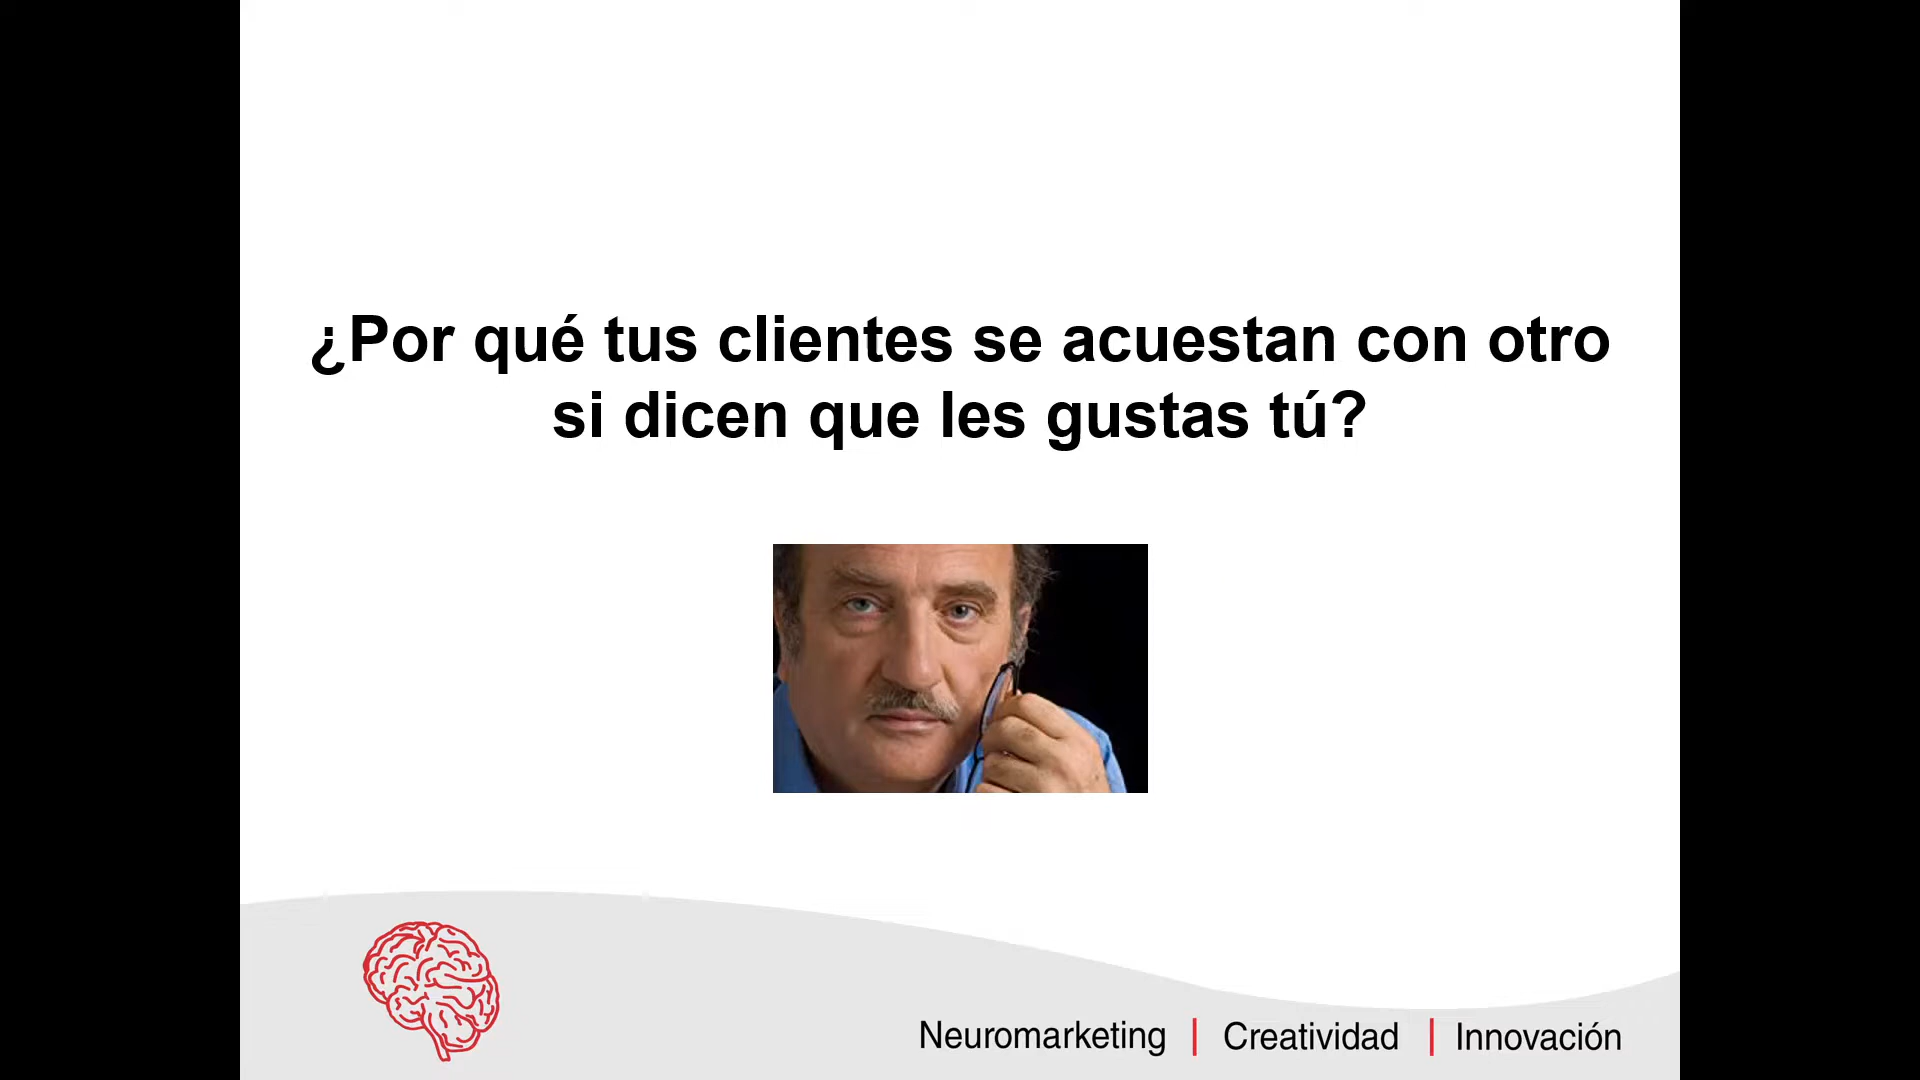 ¿Por qué tus clientes se acuestan con otro
si dicen que les gustas tú?
Neuromarketing | Creatividad | Innovación